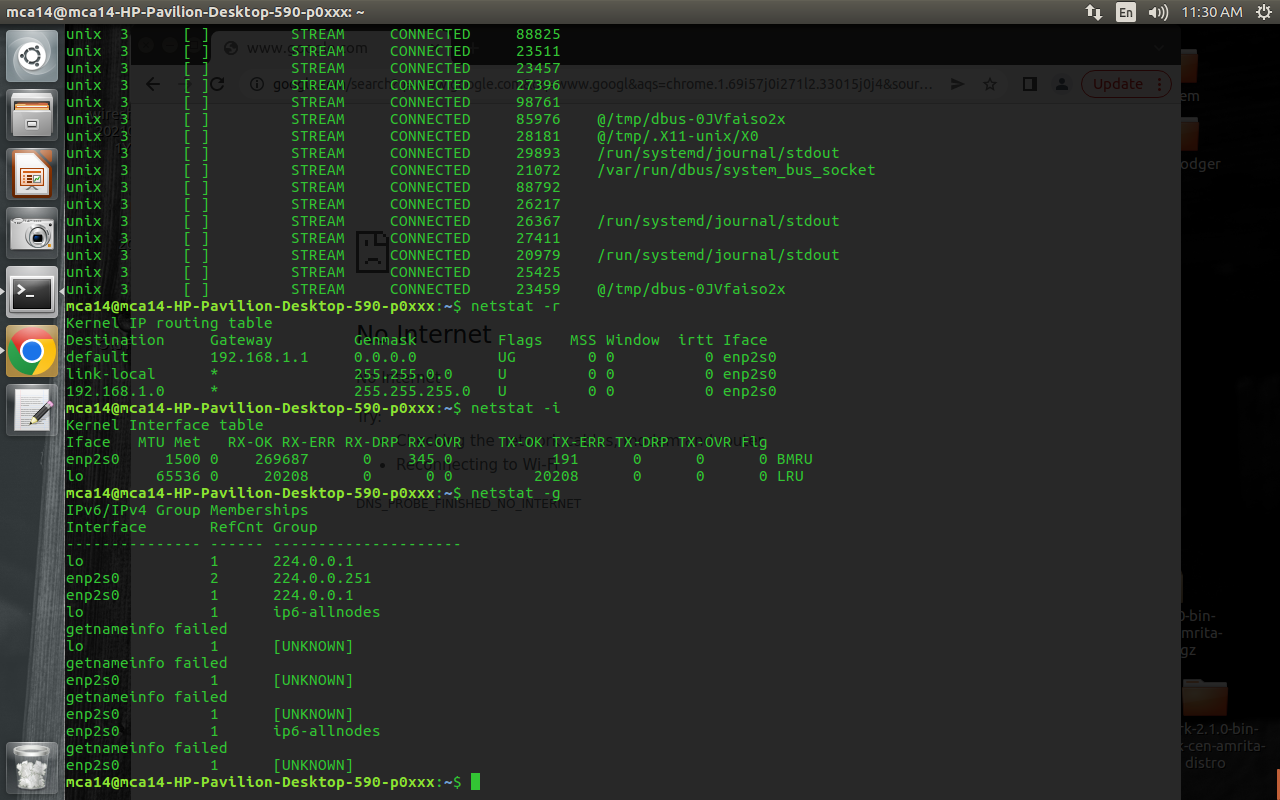 mca14@mca14-HP-Pavilion-Desktop-590-p0xxx: ~ En 11:30 AM
unix  3      [ ]         STREAM     CONNECTED     88825
unix  3      [ ]         STREAM     CONNECTED     23511
unix  3      [ ]         STREAM     CONNECTED     23457
unix  3      [ ]         STREAM     CONNECTED     27396
unix  3      [ ]         STREAM     CONNECTED     98761
unix  3      [ ]         STREAM     CONNECTED     85976    @/tmp/dbus-0JVfaiso2x
unix  3      [ ]         STREAM     CONNECTED     28181    @/tmp/.X11-unix/X0
unix  3      [ ]         STREAM     CONNECTED     29893    /run/systemd/journal/stdout
unix  3      [ ]         STREAM     CONNECTED     21072    /var/run/dbus/system_bus_socket
unix  3      [ ]         STREAM     CONNECTED     88792
unix  3      [ ]         STREAM     CONNECTED     26217
unix  3      [ ]         STREAM     CONNECTED     26367    /run/systemd/journal/stdout
unix  3      [ ]         STREAM     CONNECTED     27411
unix  3      [ ]         STREAM     CONNECTED     20979    /run/systemd/journal/stdout
unix  3      [ ]         STREAM     CONNECTED     25425
unix  3      [ ]         STREAM     CONNECTED     23459    @/tmp/dbus-0JVfaiso2x
mca14@mca14-HP-Pavilion-Desktop-590-p0xxx:~$ netstat -r
Kernel IP routing table
Destination     Gateway         Genmask         Flags   MSS Window  irtt Iface
default         192.168.1.1     0.0.0.0         UG        0 0          0 enp2s0
link-local      *               255.255.0.0     U         0 0          0 enp2s0
192.168.1.0     *               255.255.255.0   U         0 0          0 enp2s0
mca14@mca14-HP-Pavilion-Desktop-590-p0xxx:~$ netstat -i
Kernel Interface table
Iface   MTU Met   RX-OK RX-ERR RX-DRP RX-OVR    TX-OK TX-ERR TX-DRP TX-OVR Flg
enp2s0     1500 0    269687      0    345 0           191      0      0      0 BMRU
lo        65536 0     20208      0      0 0         20208      0      0      0 LRU
mca14@mca14-HP-Pavilion-Desktop-590-p0xxx:~$ netstat -g
IPv6/IPv4 Group Memberships
Interface       RefCnt Group
--------------- ------ ---------------------
lo              1      224.0.0.1
enp2s0          2      224.0.0.251
enp2s0          1      224.0.0.1
lo              1      ip6-allnodes
getnameinfo failed
lo              1      [UNKNOWN]
getnameinfo failed
enp2s0          1      [UNKNOWN]
getnameinfo failed
enp2s0          1      [UNKNOWN]
enp2s0          1      ip6-allnodes
getnameinfo failed
enp2s0          1      [UNKNOWN]
mca14@mca14-HP-Pavilion-Desktop-590-p0xxx:~$
Update
No Internet
Try:
Reconnecting to Wi-Fi
DNS_PROBE_FINISHED_NO_INTERNET